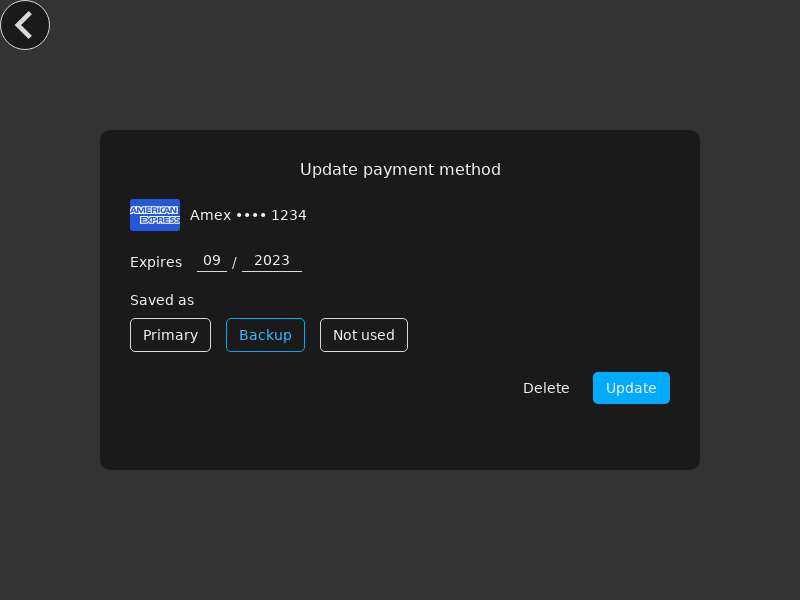 Update payment method
AMERICAN
EXPRESS
Amex •••• 1234
Expires 09 / 2023
Saved as
Primary Backup Not used
Delete Update